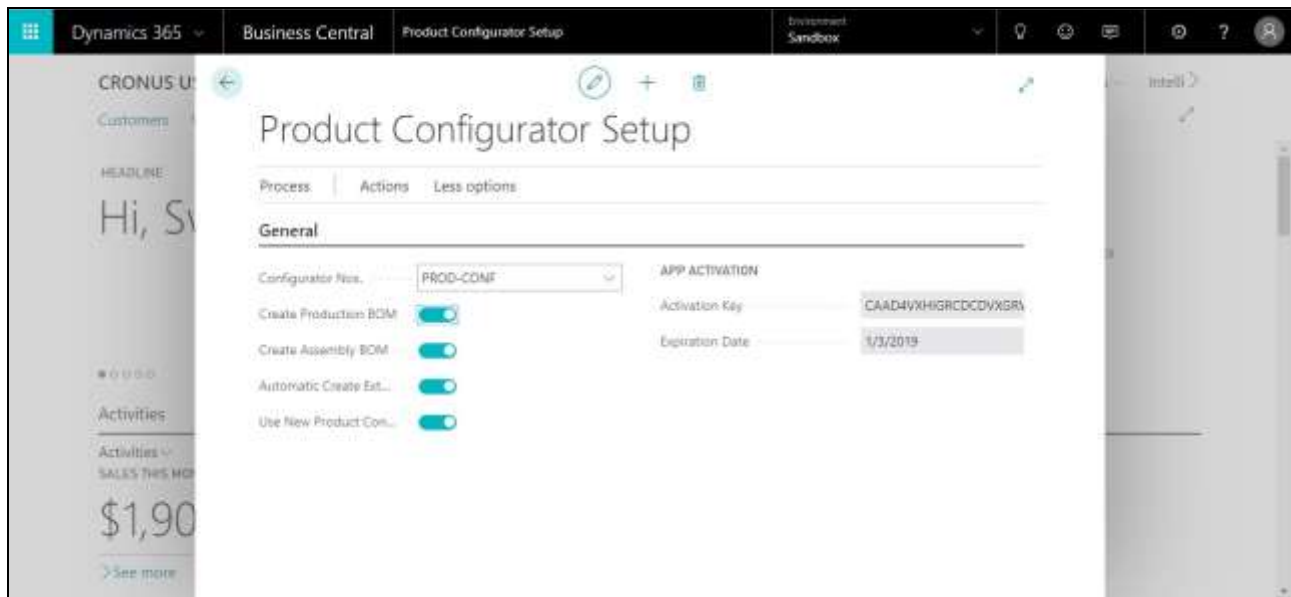 Dynamics 365 Business Central Product Configurator Setup Environment Sandbox ?
CRONUS U
Customers
Product Configurator Setup
HEADLINE
Hi, S
Process Actions Less options
General
Configurator Nos. PROD-CONF
Create Production BOM
Create Assembly BOM
Automatic Create Ext...
Use New Product Con...
APP ACTIVATION
Activation Key
Expiration Date 1/3/2019
Activities
Activities
SALES THIS MO
$1,90
See more
Intelli